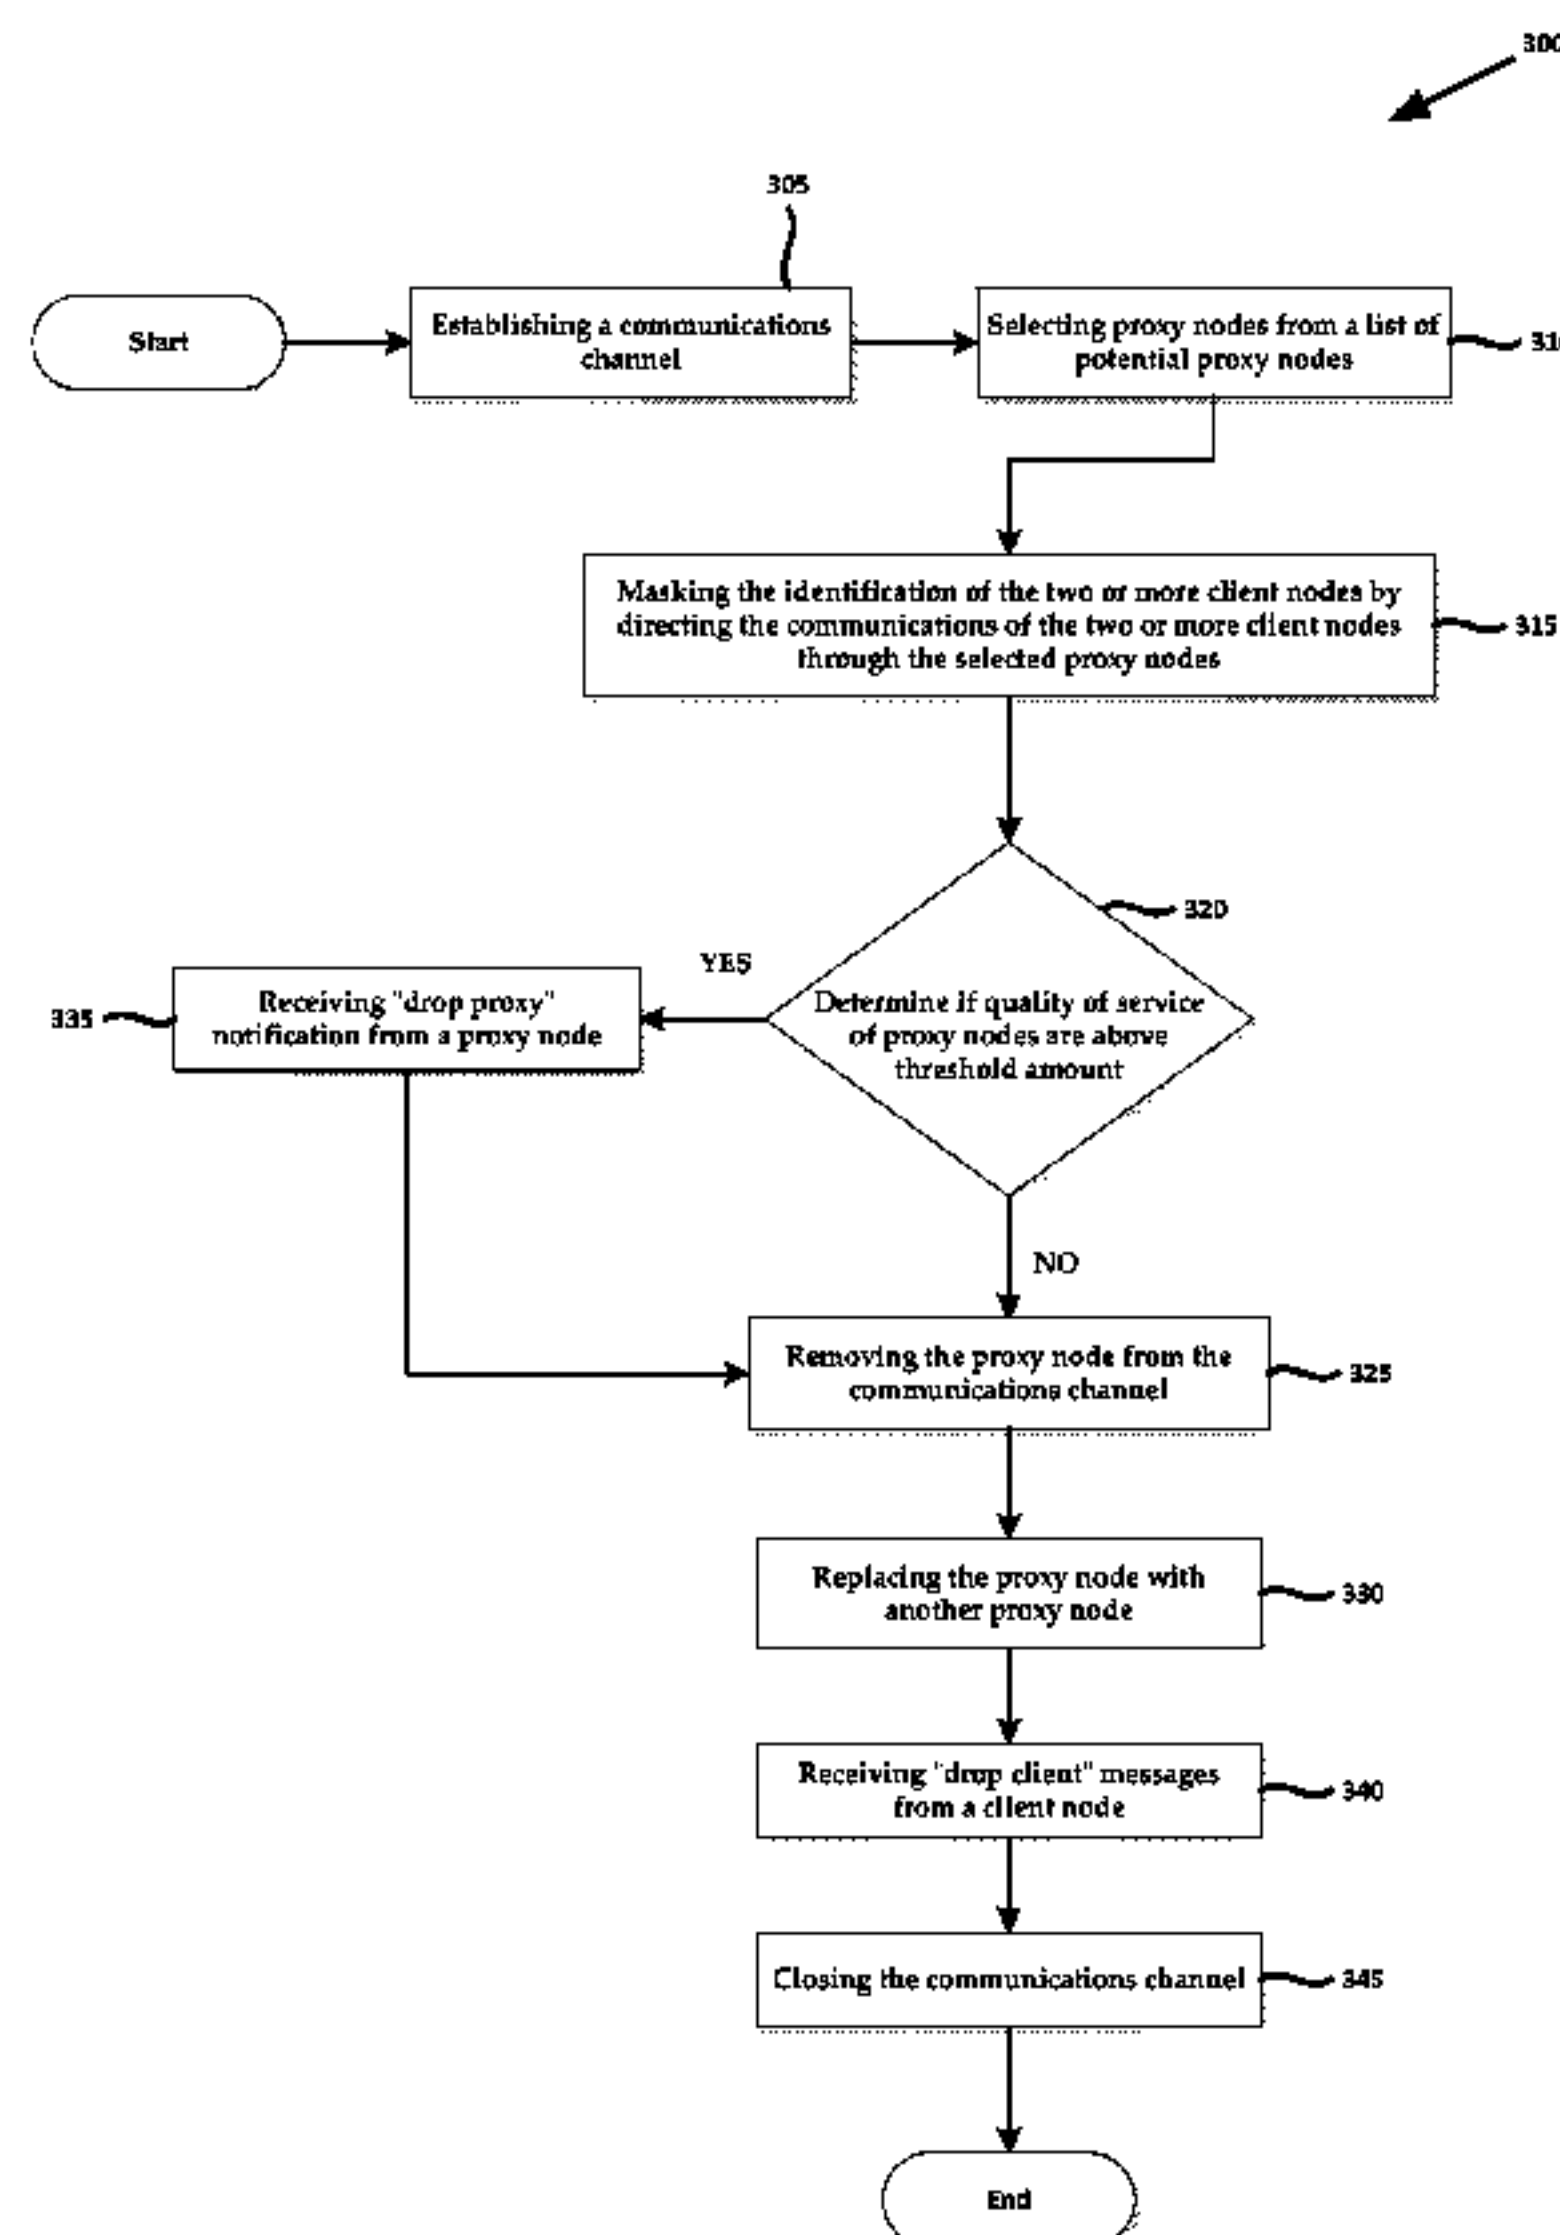 300
305
Start
Establishing a communications
channel
Selecting proxy nodes from a list of
potential proxy nodes
Masking the identification of the two or more client nodes by
directing the communications of the two or more client nodes
through the selected proxy nodes
315
320
YES
Receiving "drop proxy"
notification from a proxy node
335
Determine if quality of service
of proxy nodes are above
threshold amount
NO
Removing the proxy node from the
communications channel
325
Replacing the proxy node with
another proxy node
330
Receiving "drop client" messages
from a client node
340
Closing the communications channel
345
End